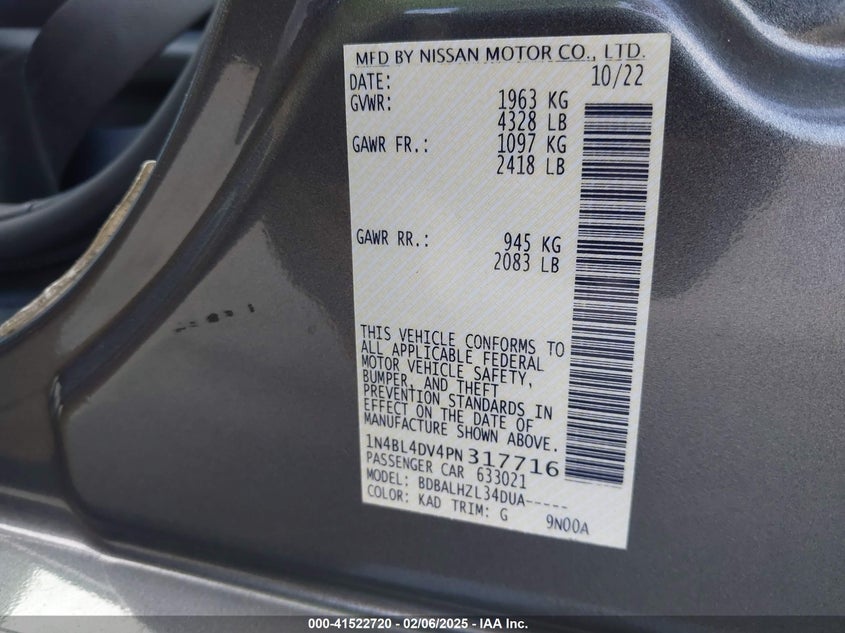 MFD BY NISSAN MOTOR CO., LTD.
DATE: 10/22
GVWR: 1963 KG
4328 LB
GAWR FR.: 1097 KG
2418 LB
GAWR RR.: 945 KG
2083 LB
THIS VEHICLE CONFORMS TO
ALL APPLICABLE FEDERAL
MOTOR VEHICLE SAFETY,
BUMPER, AND THEFT
PREVENTION STANDARDS IN
EFFECT ON THE DATE OF
MANUFACTURE SHOWN ABOVE.
1N4BL4DV4PN317716
PASSENGER CAR 633021
MODEL: BDBALHZL34DUA-----
COLOR: KAD TRIM: G 9N00A
000-41522720 - 02/06/2025 - IAA Inc.